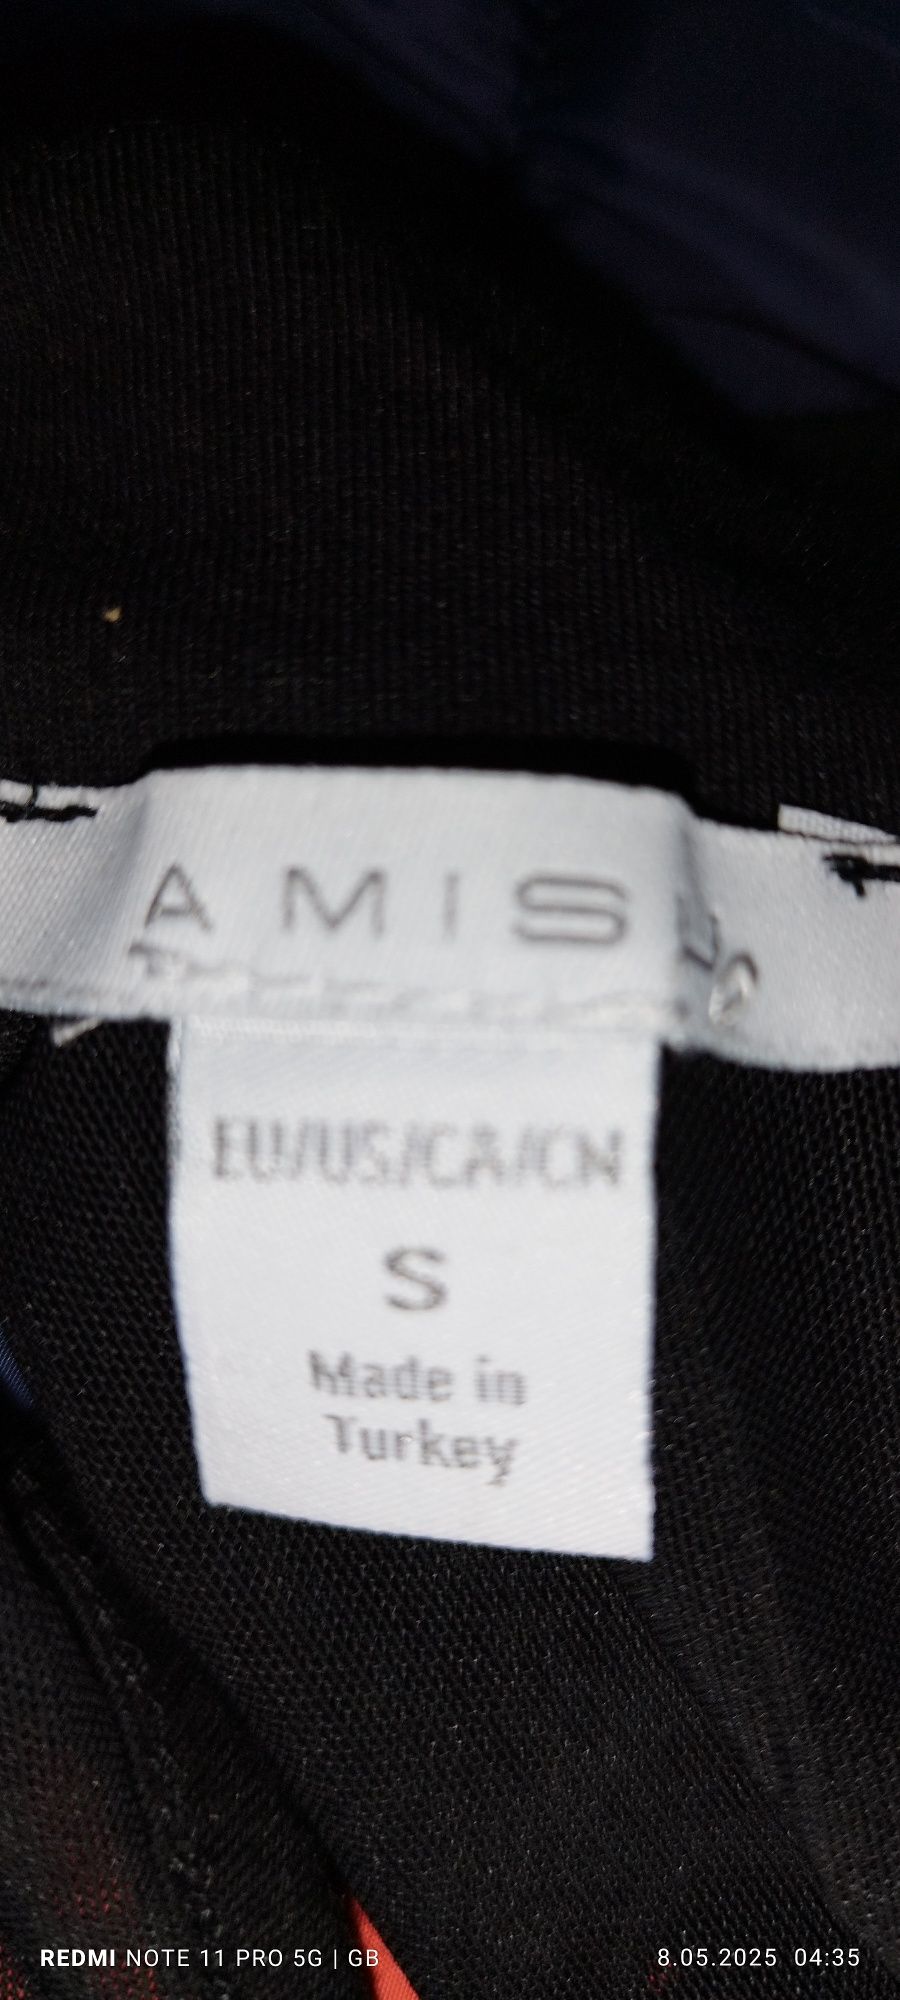 AMIS
EU/US/CA/CN
S
Made in
Turkey
REDMI NOTE 11 PRO 5G | GB
8.05.2025 04:35